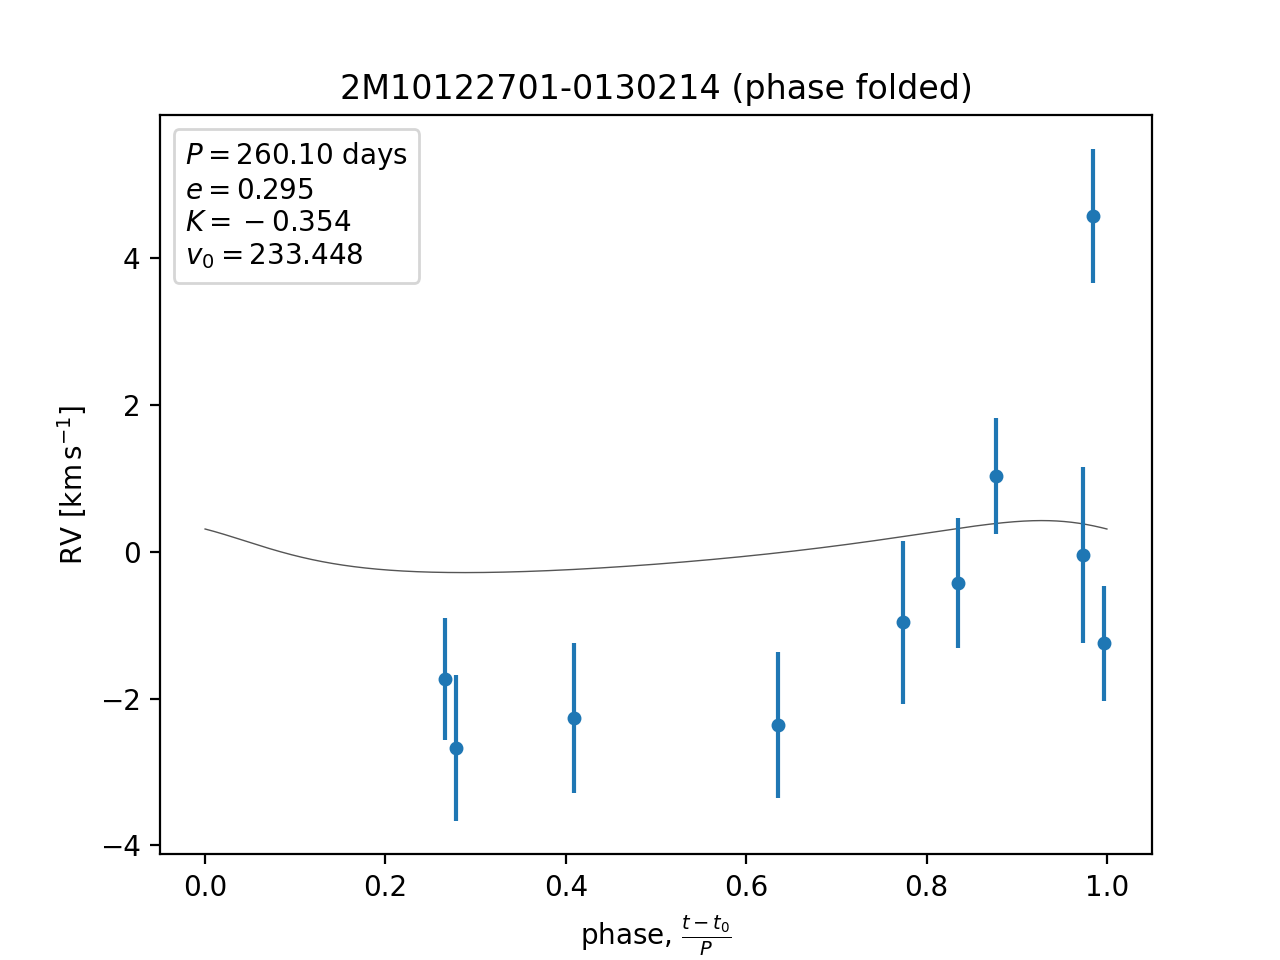 2M10122701-0130214 (phase folded)
P = 260.10 days
e = 0.295
K = −0.354
v₀ = 233.448
4
2
0
−2
−4
RV [km s⁻¹]
0.0 0.2 0.4 0.6 0.8 1.0
phase, (t − t₀)/P